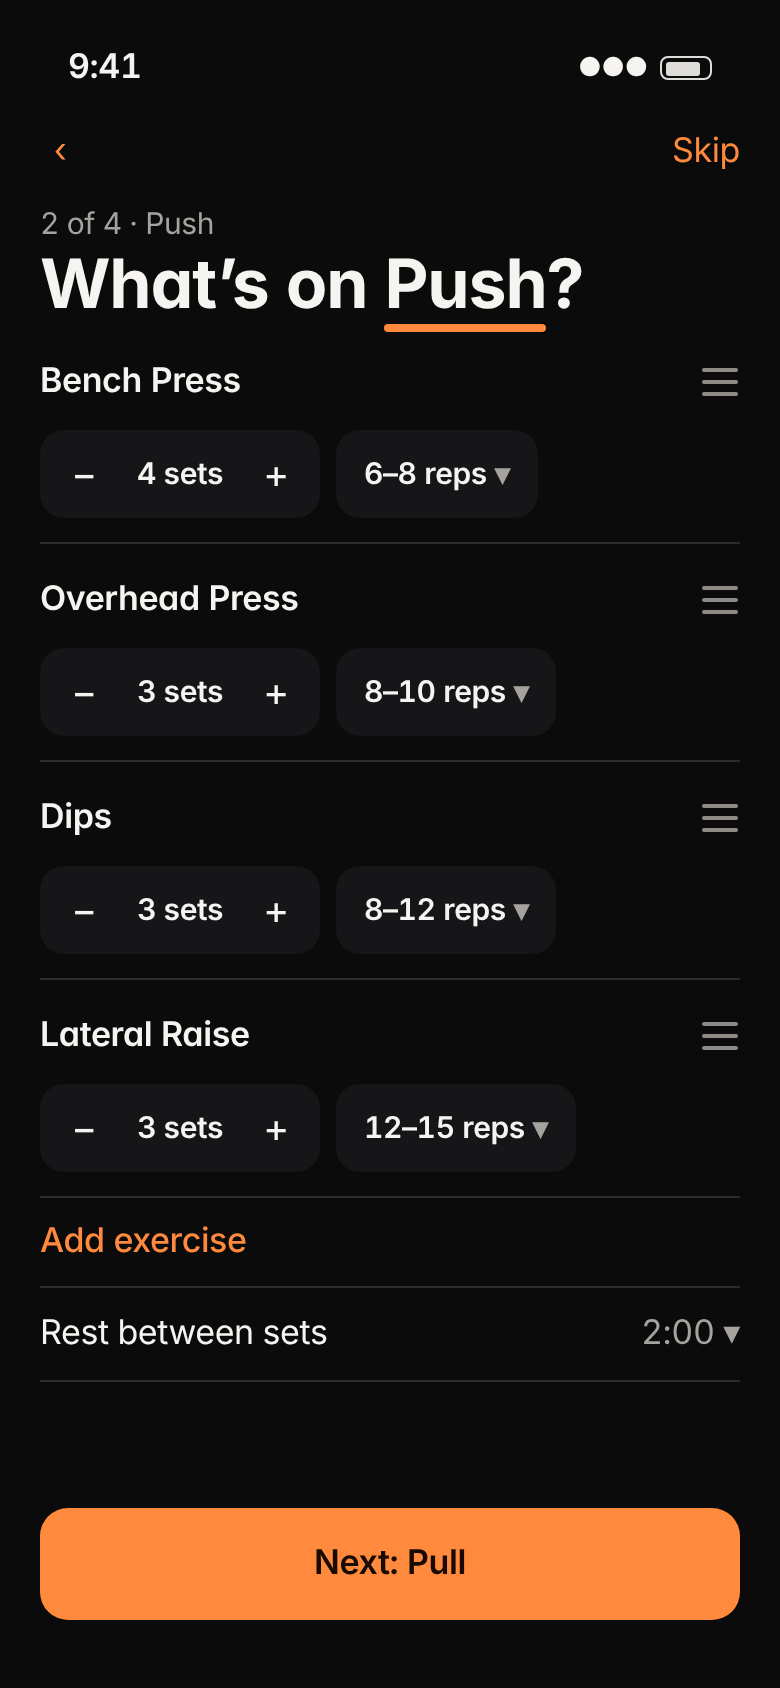 9:41
‹ Skip
2 of 4 · Push
What’s on Push?
Bench Press
− 4 sets + 6–8 reps ▾
Overhead Press
− 3 sets + 8–10 reps ▾
Dips
− 3 sets + 8–12 reps ▾
Lateral Raise
− 3 sets + 12–15 reps ▾
Add exercise
Rest between sets 2:00 ▾
Next: Pull